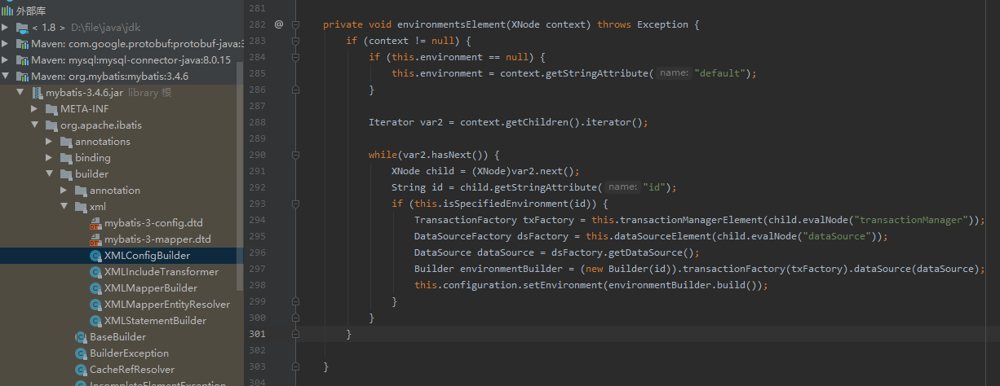 外部库
< 1.8 > D:\file\java\jdk
Maven: com.google.protobuf:protobuf-java:3
Maven: mysql:mysql-connector-java:8.0.15
Maven: org.mybatis:mybatis:3.4.6
mybatis-3.4.6.jar library 根
META-INF
org.apache.ibatis
annotations
binding
builder
annotation
xml
mybatis-3-config.dtd
mybatis-3-mapper.dtd
XMLConfigBuilder
XMLIncludeTransformer
XMLMapperBuilder
XMLMapperEntityResolver
XMLStatementBuilder
BaseBuilder
BuilderException
CacheRefResolver
IncompleteElementException
281
282 @ private void environmentsElement(XNode context) throws Exception {
283 if (context != null) {
284 if (this.environment == null) {
285 this.environment = context.getStringAttribute( name: "default");
286 }
287
288 Iterator var2 = context.getChildren().iterator();
289
290 while(var2.hasNext()) {
291 XNode child = (XNode)var2.next();
292 String id = child.getStringAttribute( name: "id");
293 if (this.isSpecifiedEnvironment(id)) {
294 TransactionFactory txFactory = this.transactionManagerElement(child.evalNode("transactionManager"));
295 DataSourceFactory dsFactory = this.dataSourceElement(child.evalNode("dataSource"));
296 DataSource dataSource = dsFactory.getDataSource();
297 Builder environmentBuilder = (new Builder(id)).transactionFactory(txFactory).dataSource(dataSource);
298 this.configuration.setEnvironment(environmentBuilder.build());
299 }
300 }
301 }
302
303 }
304